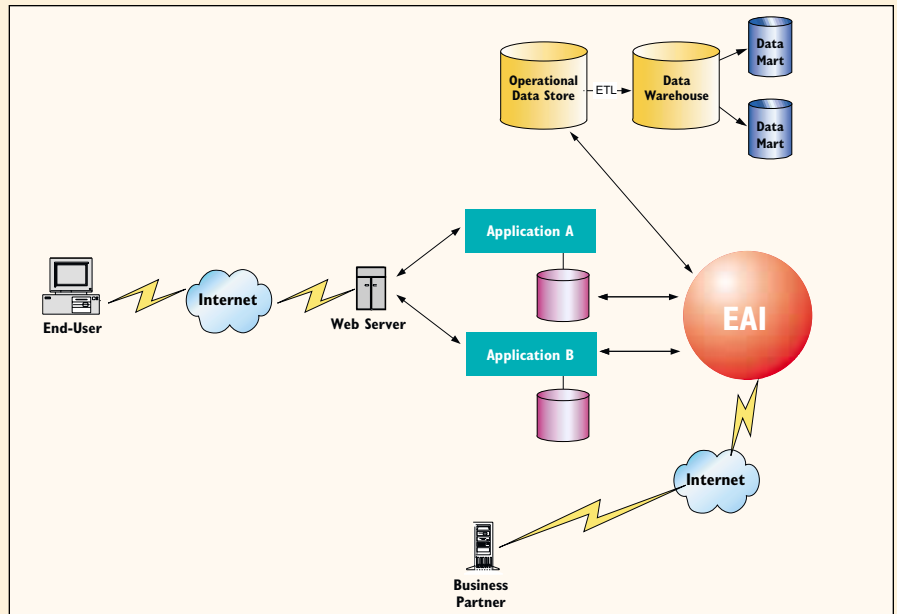 Data
Mart
Operational
Data Store
ETL
Data
Warehouse
Data
Mart
Application A
End-User
Internet
Web Server
EAI
Application B
Internet
Business
Partner